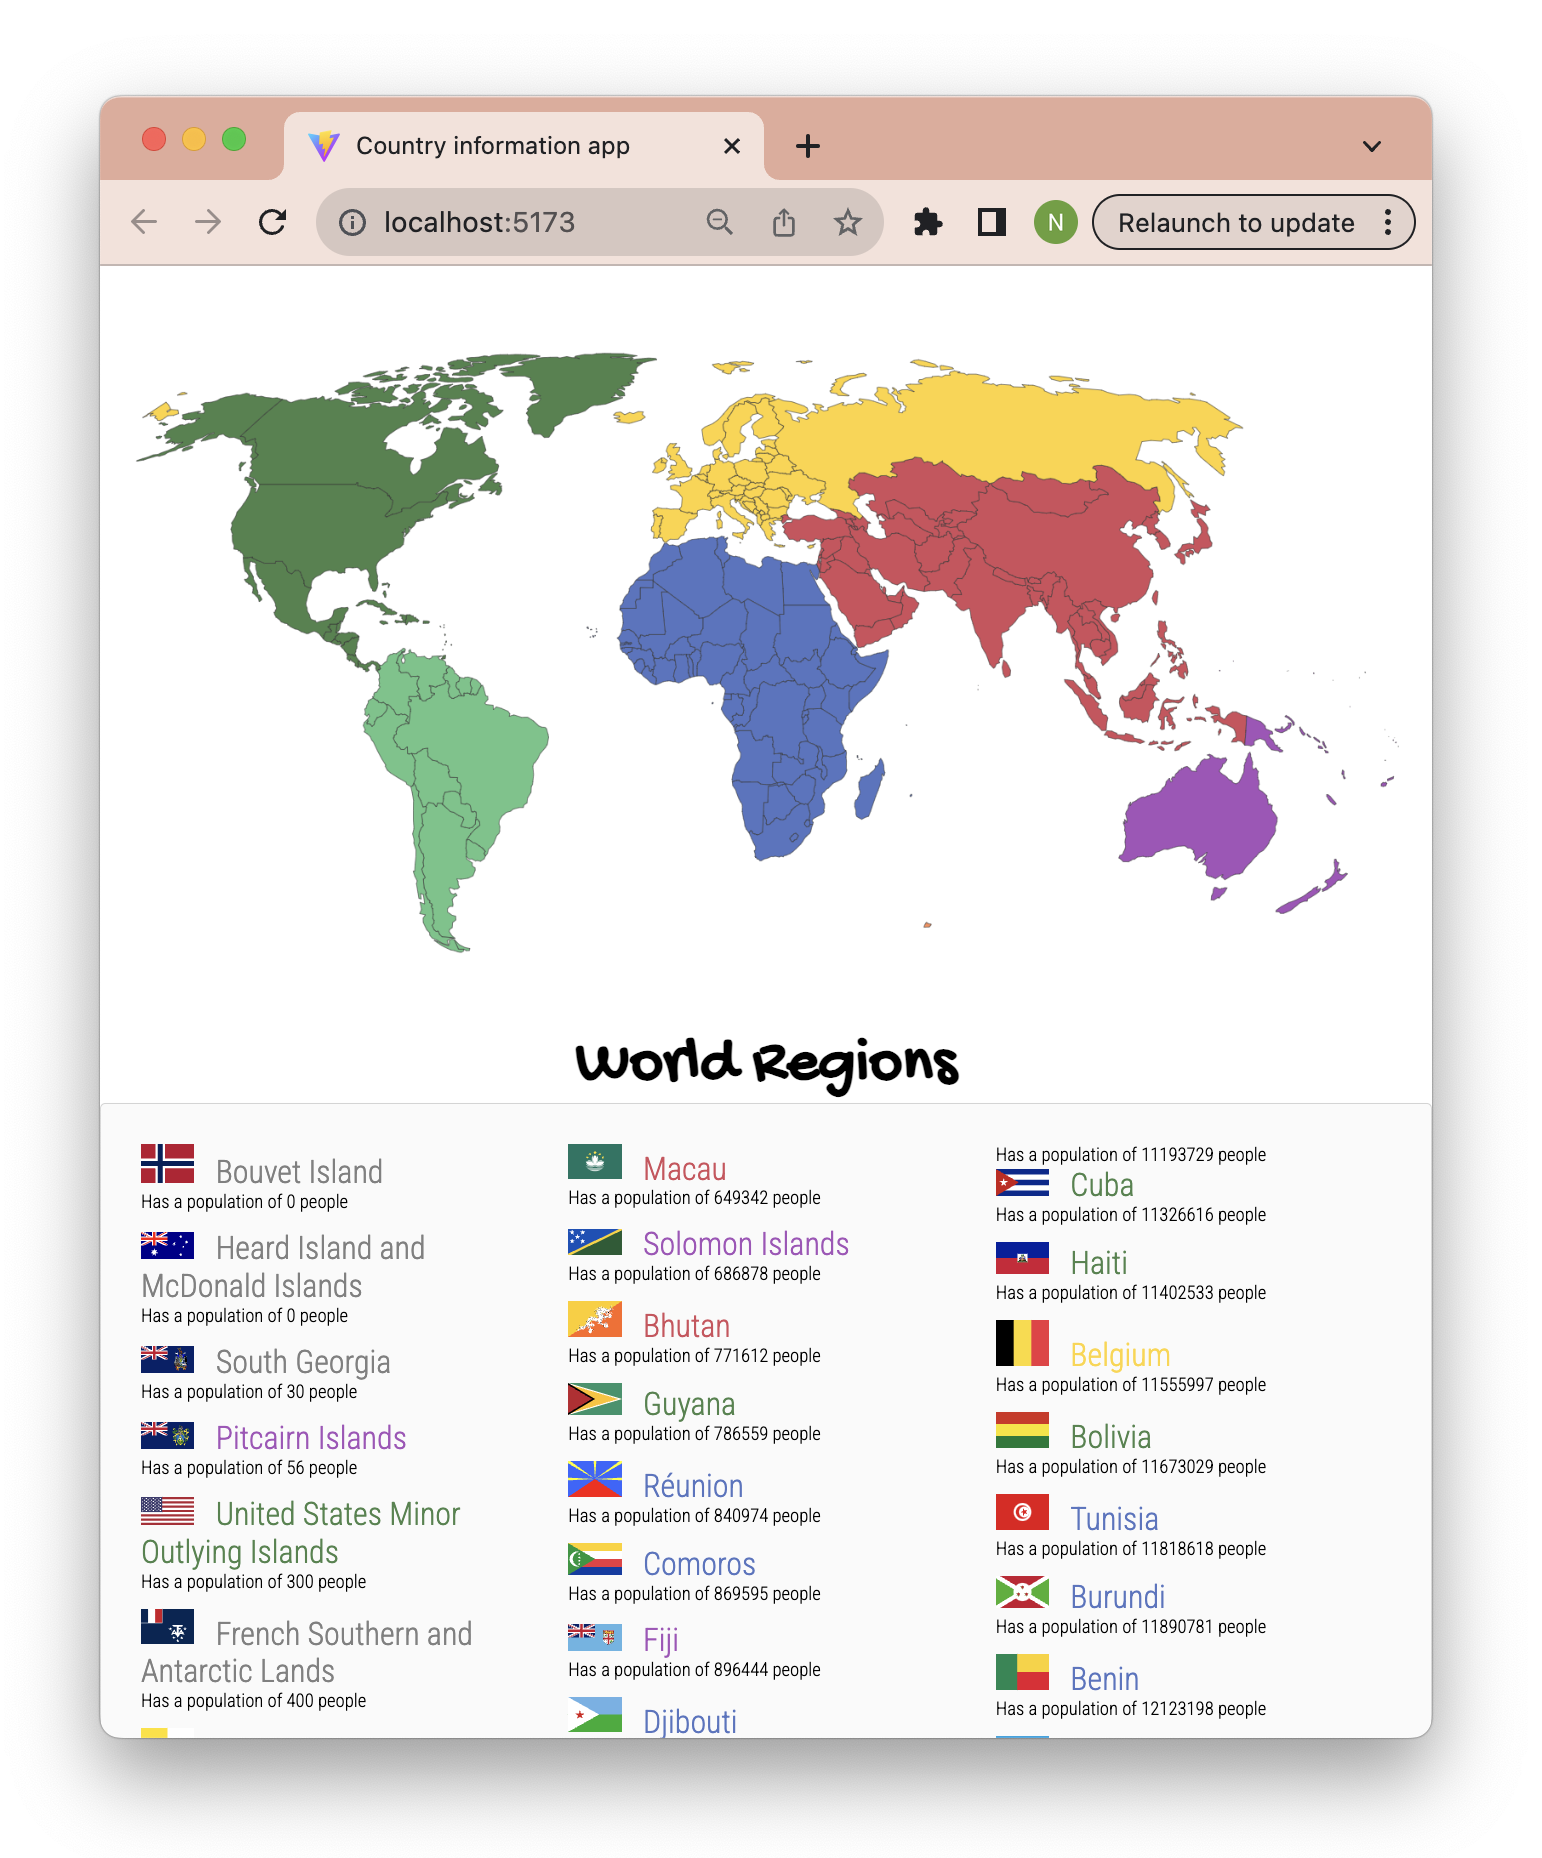 Country information app
localhost:5173
N
Relaunch to update
World Regions
Bouvet Island
Has a population of 0 people
Heard Island and
McDonald Islands
Has a population of 0 people
South Georgia
Has a population of 30 people
Pitcairn Islands
Has a population of 56 people
United States Minor
Outlying Islands
Has a population of 300 people
French Southern and
Antarctic Lands
Has a population of 400 people
Macau
Has a population of 649342 people
Solomon Islands
Has a population of 686878 people
Bhutan
Has a population of 771612 people
Guyana
Has a population of 786559 people
Réunion
Has a population of 840974 people
Comoros
Has a population of 869595 people
Fiji
Has a population of 896444 people
Djibouti
Has a population of 11193729 people
Cuba
Has a population of 11326616 people
Haiti
Has a population of 11402533 people
Belgium
Has a population of 11555997 people
Bolivia
Has a population of 11673029 people
Tunisia
Has a population of 11818618 people
Burundi
Has a population of 11890781 people
Benin
Has a population of 12123198 people